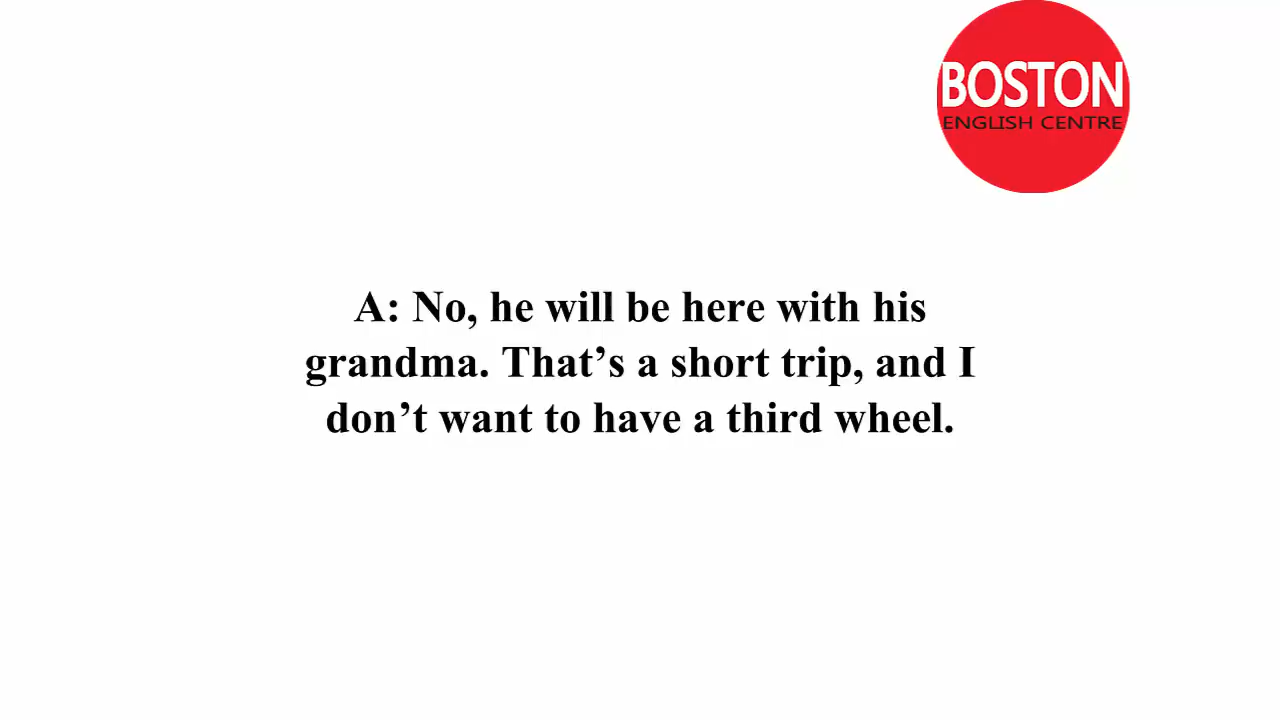 BOSTON
ENGLISH CENTRE
A: No, he will be here with his
grandma. That’s a short trip, and I
don’t want to have a third wheel.